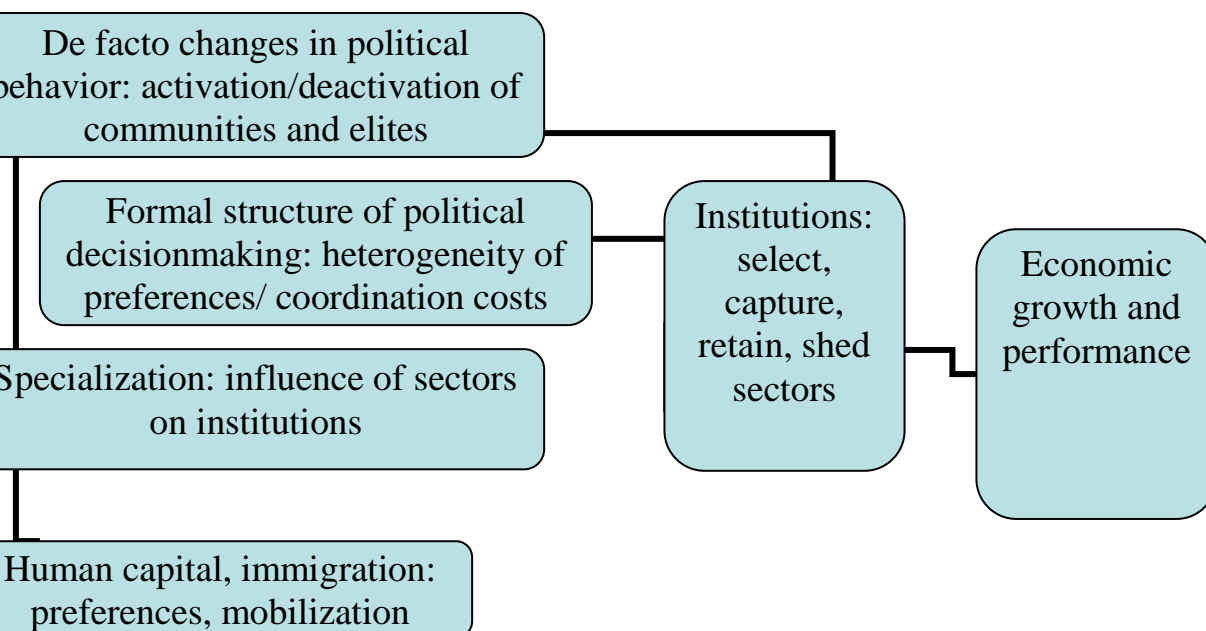 De facto changes in political
behavior: activation/deactivation of
communities and elites
Formal structure of political
decisionmaking: heterogeneity of
preferences/ coordination costs
Institutions:
select,
capture,
retain, shed
sectors
Economic
growth and
performance
Specialization: influence of sectors
on institutions
Human capital, immigration:
preferences, mobilization